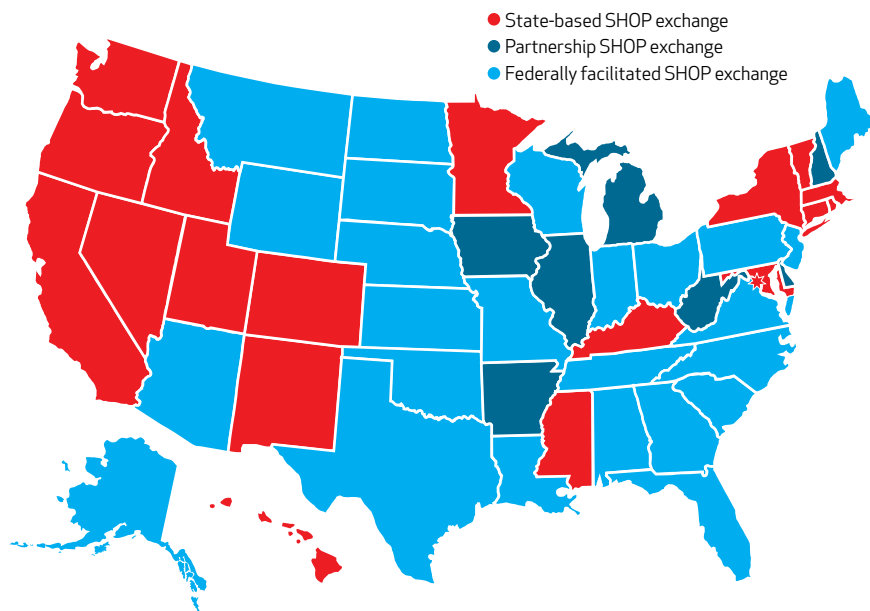 State-based SHOP exchange
Partnership SHOP exchange
Federally facilitated SHOP exchange